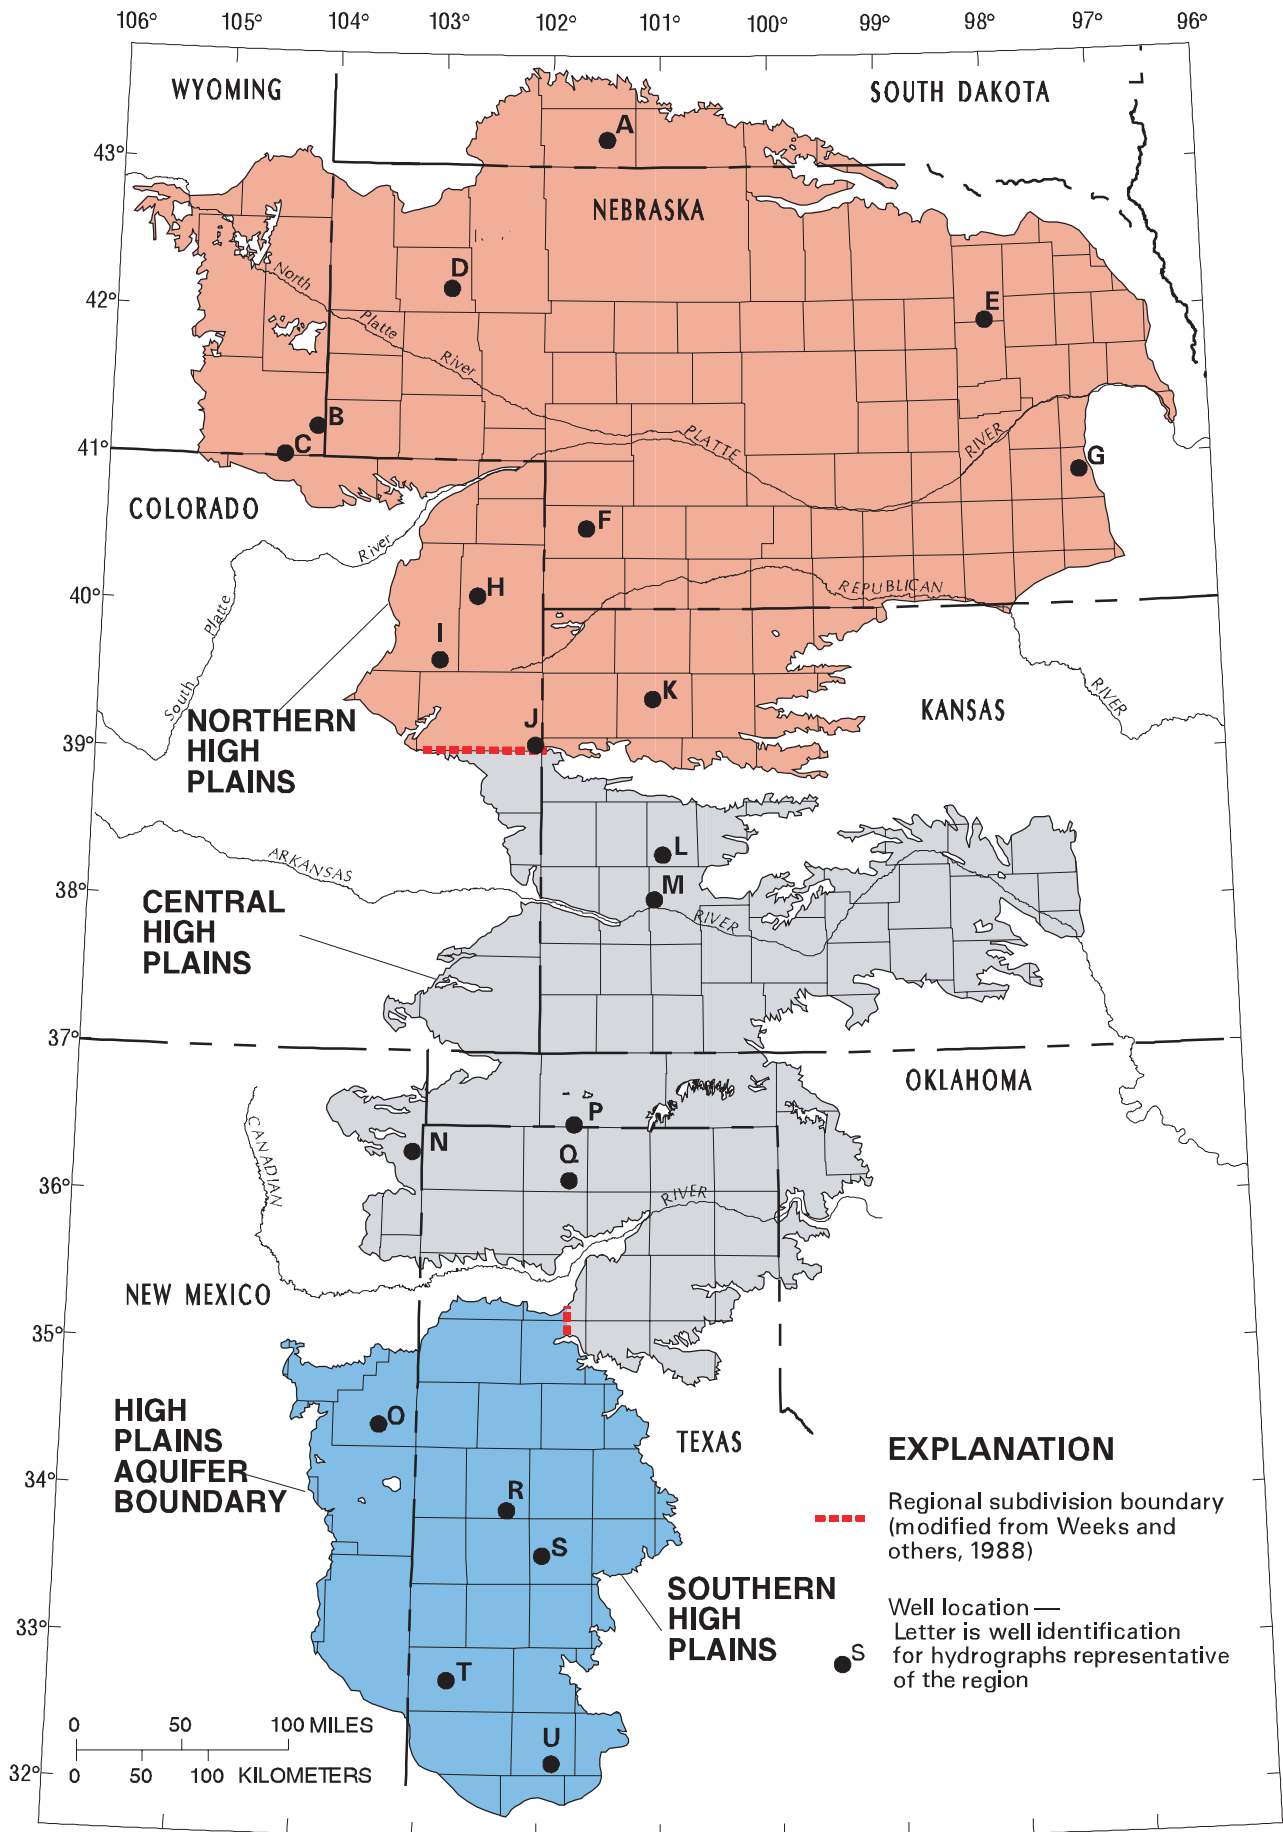 106° 105° 104° 103° 102° 101° 100° 99° 98° 97° 96°
WYOMING
SOUTH DAKOTA
A
43°
NEBRASKA
D
North
42°
E
Platte
River
B
PLATTE
RIVER
41°
C
G
COLORADO
F
River
H
REPUBLICAN
40°
Platte
I
K
South
RIVER
KANSAS
NORTHERN
HIGH
PLAINS
J
39°
L
ARKANSAS
M
38°
CENTRAL
HIGH
PLAINS
RIVER
37°
OKLAHOMA
P
CANADIAN
N
Q
36°
RIVER
NEW MEXICO
35°
HIGH
PLAINS
AQUIFER
BOUNDARY
O
TEXAS
EXPLANATION
34°
R
Regional subdivision boundary
(modified from Weeks and
others, 1988)
S
SOUTHERN
HIGH
PLAINS
33°
Well location —
Letter is well identification
for hydrographs representative
of the region
S
T
0 50 100 MILES
U
32°
0 50 100 KILOMETERS